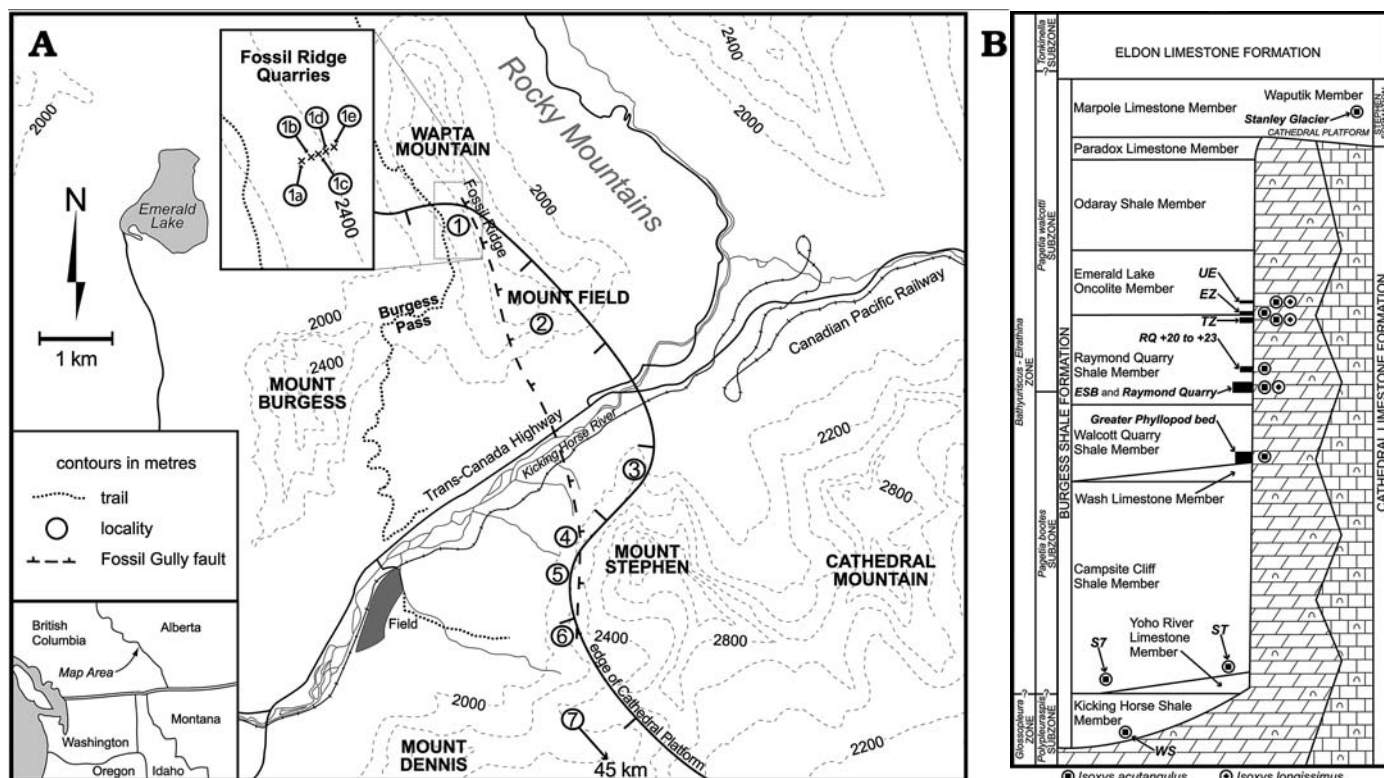 A
Fossil Ridge
Quarries
1a
1b
1c
1d
1e
2400
WAPTA
MOUNTAIN
Rocky Mountains
2000
2400
2000
2000
Emerald
Lake
N
1 km
Fossil Ridge
1
MOUNT FIELD
2
2000
2400
Burgess
Pass
MOUNT
BURGESS
Canadian Pacific Railway
Trans-Canada Highway
Kicking Horse River
2200
2800
3
4
5
6
MOUNT
STEPHEN
CATHEDRAL
MOUNTAIN
2400
2800
Field
2000
2200
edge of Cathedral Platform
7
45 km
MOUNT
DENNIS
contours in metres
trail
locality
Fossil Gully fault
British
Columbia
Alberta
Map Area
Montana
Washington
Oregon
Idaho
B
Tonkinella
SUBZONE
?
ELDON LIMESTONE FORMATION
Marpole Limestone Member
Waputik Member
Stanley Glacier
CATHEDRAL PLATFORM
Paradox Limestone Member
Odaray Shale Member
Pagetia walcotti
SUBZONE
Emerald Lake
Oncolite Member
UE
EZ
TZ
RQ +20 to +23
Raymond Quarry
Shale Member
ESB and Raymond Quarry
Bathyuriscus - Elrathina
ZONE
BURGESS SHALE FORMATION
Greater Phyllopod bed
Walcott Quarry
Shale Member
Wash Limestone Member
Pagetia bootes
SUBZONE
Campsite Cliff
Shale Member
Yoho River
Limestone
Member
S7
ST
?
?
Kicking Horse Shale
Member
WS
Glossopleura
ZONE
Polypleuraspis
SUBZONE
CATHEDRAL LIMESTONE FORMATION
Isoxys acutangulus
Isoxys longissimus